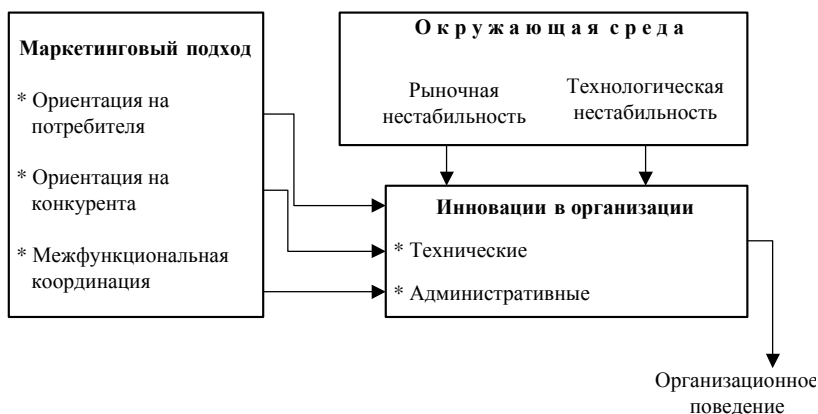 Маркетинговый подход
* Ориентация на
потребителя
* Ориентация на
конкурента
* Межфункциональная
координация
О к р у ж а ю щ а я с р е д а
Рыночная
нестабильность
Технологическая
нестабильность
Инновации в организации
* Технические
* Административные
Организационное
поведение